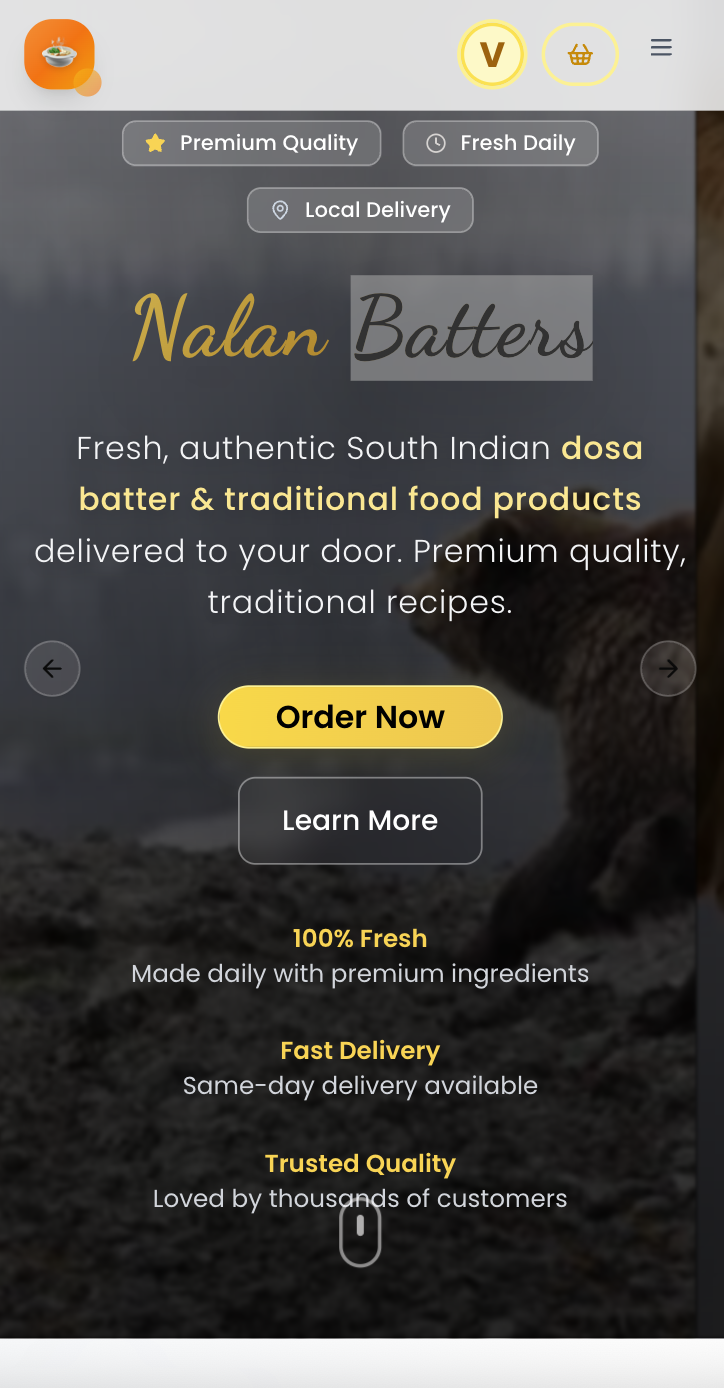 V
Premium Quality
Fresh Daily
Local Delivery
Nalan Batters
Fresh, authentic South Indian dosa
batter & traditional food products
delivered to your door. Premium quality,
traditional recipes.
Order Now
Learn More
100% Fresh
Made daily with premium ingredients
Fast Delivery
Same-day delivery available
Trusted Quality
Loved by thousands of customers